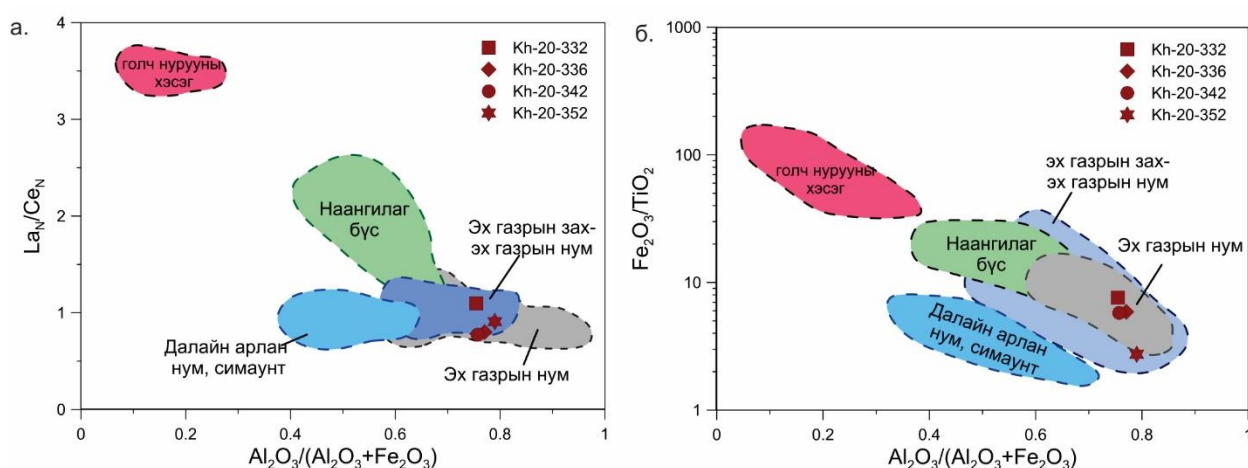 а.
4
3
2
1
0
La_N/Ce_N
голч нурууны
хэсэг
Kh-20-332
Kh-20-336
Kh-20-342
Kh-20-352
Наангилаг
бүс
Эх газрын зах-
эх газрын нум
Далайн арлан
нум, симаунт
Эх газрын нум
0
0.2
0.4
0.6
0.8
1
Al₂O₃/(Al₂O₃+Fe₂O₃)
б.
1000
100
10
1
Fe₂O₃/TiO₂
голч нурууны
хэсэг
Kh-20-332
Kh-20-336
Kh-20-342
Kh-20-352
эх газрын зах-
эх газрын нум
Наангилаг
бүс
Эх газрын нум
Далайн арлан
нум, симаунт
0
0.2
0.4
0.6
0.8
1
Al₂O₃/(Al₂O₃+Fe₂O₃)